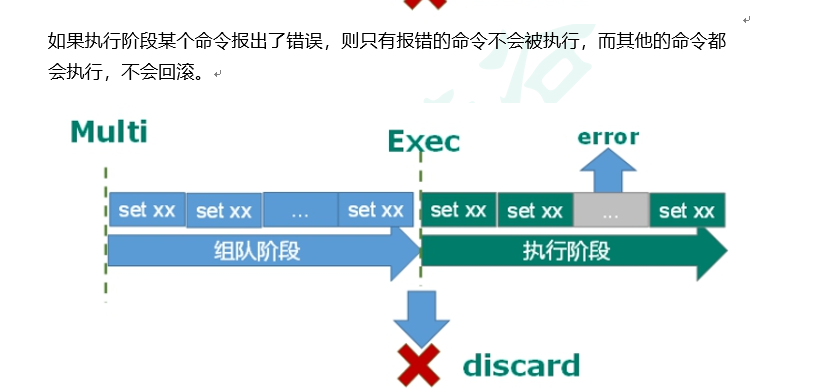 如果执行阶段某个命令报出了错误，则只有报错的命令不会被执行，而其他的命令都
会执行，不会回滚。
Multi
Exec
error
set xx set xx ... set xx set xx set xx ... set xx
组队阶段 执行阶段
discard